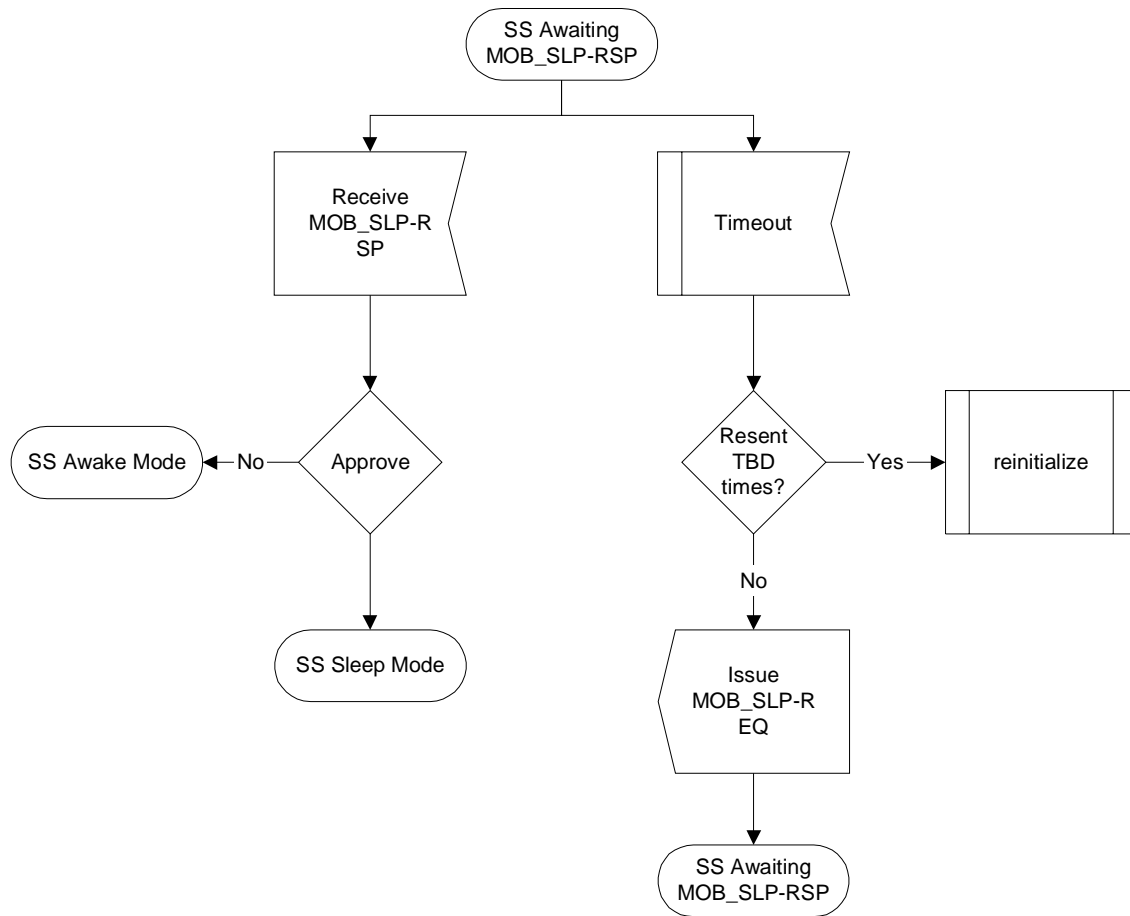 SS Awaiting
MOB_SLP-RSP
Receive
MOB_SLP-R
SP
Timeout
SS Awake Mode
No
Approve
Resent
TBD
times?
Yes
reinitialize
No
SS Sleep Mode
Issue
MOB_SLP-R
EQ
SS Awaiting
MOB_SLP-RSP